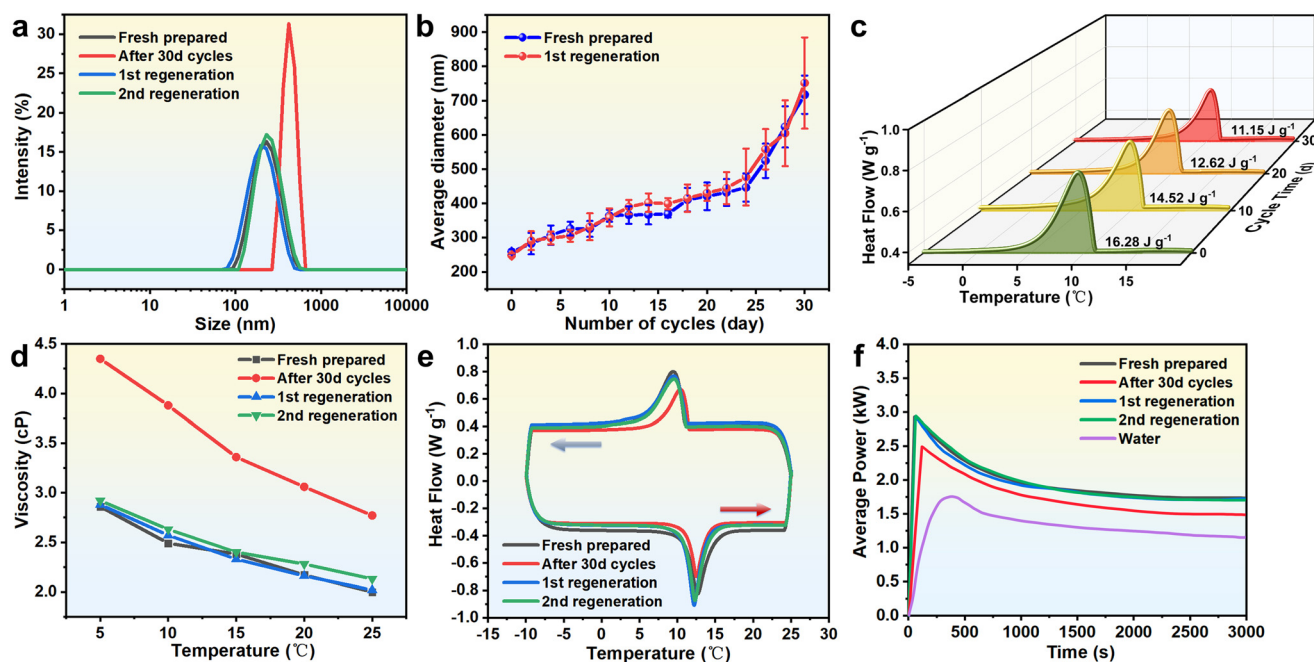 a
Fresh prepared
After 30d cycles
1st regeneration
2nd regeneration
Intensity (%)
30
25
20
15
10
5
0
1
10
100
1000
10000
Size (nm)
b
Fresh prepared
1st regeneration
Average diameter (nm)
900
800
700
600
500
400
300
200
0
5
10
15
20
25
30
Number of cycles (day)
c
Heat Flow (W g⁻¹)
1.0
0.8
0.6
0.4
-5
0
5
10
15
Temperature (℃)
11.15 J g⁻¹
12.62 J g⁻¹
14.52 J g⁻¹
16.28 J g⁻¹
30
20
10
0
Cycle Time (d)
d
Fresh prepared
After 30d cycles
1st regeneration
2nd regeneration
Viscosity (cP)
4.5
4.0
3.5
3.0
2.5
2.0
5
10
15
20
25
Temperature (℃)
e
Heat Flow (W g⁻¹)
1.0
0.8
0.6
0.4
0.2
0.0
-0.2
-0.4
-0.6
-0.8
-1.0
Fresh prepared
After 30d cycles
1st regeneration
2nd regeneration
-15
-10
-5
0
5
10
15
20
25
30
Temperature (℃)
f
Fresh prepared
After 30d cycles
1st regeneration
2nd regeneration
Water
Average Power (kW)
4.0
3.5
3.0
2.5
2.0
1.5
1.0
0.5
0.0
0
500
1000
1500
2000
2500
3000
Time (s)